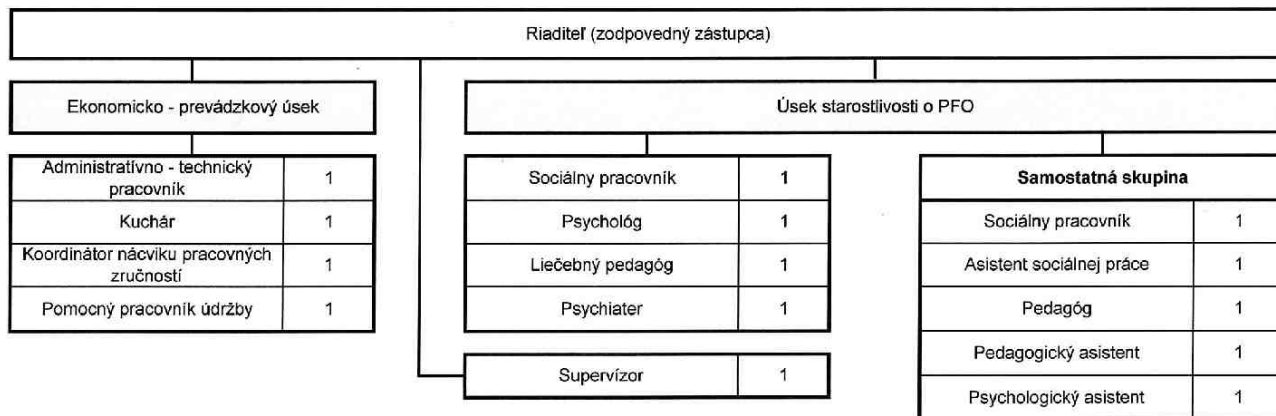 Riaditeľ (zodpovedný zástupca)
Ekonomicko - prevádzkový úsek
Úsek starostlivosti o PFO
Administratívno - technický
pracovník
1
Kuchár
1
Koordinátor nácviku pracovných
zručností
1
Pomocný pracovník údržby
1
Sociálny pracovník
1
Psychológ
1
Liečebný pedagóg
1
Psychiater
1
Supervízor
1
Samostatná skupina
Sociálny pracovník
1
Asistent sociálnej práce
1
Pedagóg
1
Pedagogický asistent
1
Psychologický asistent
1